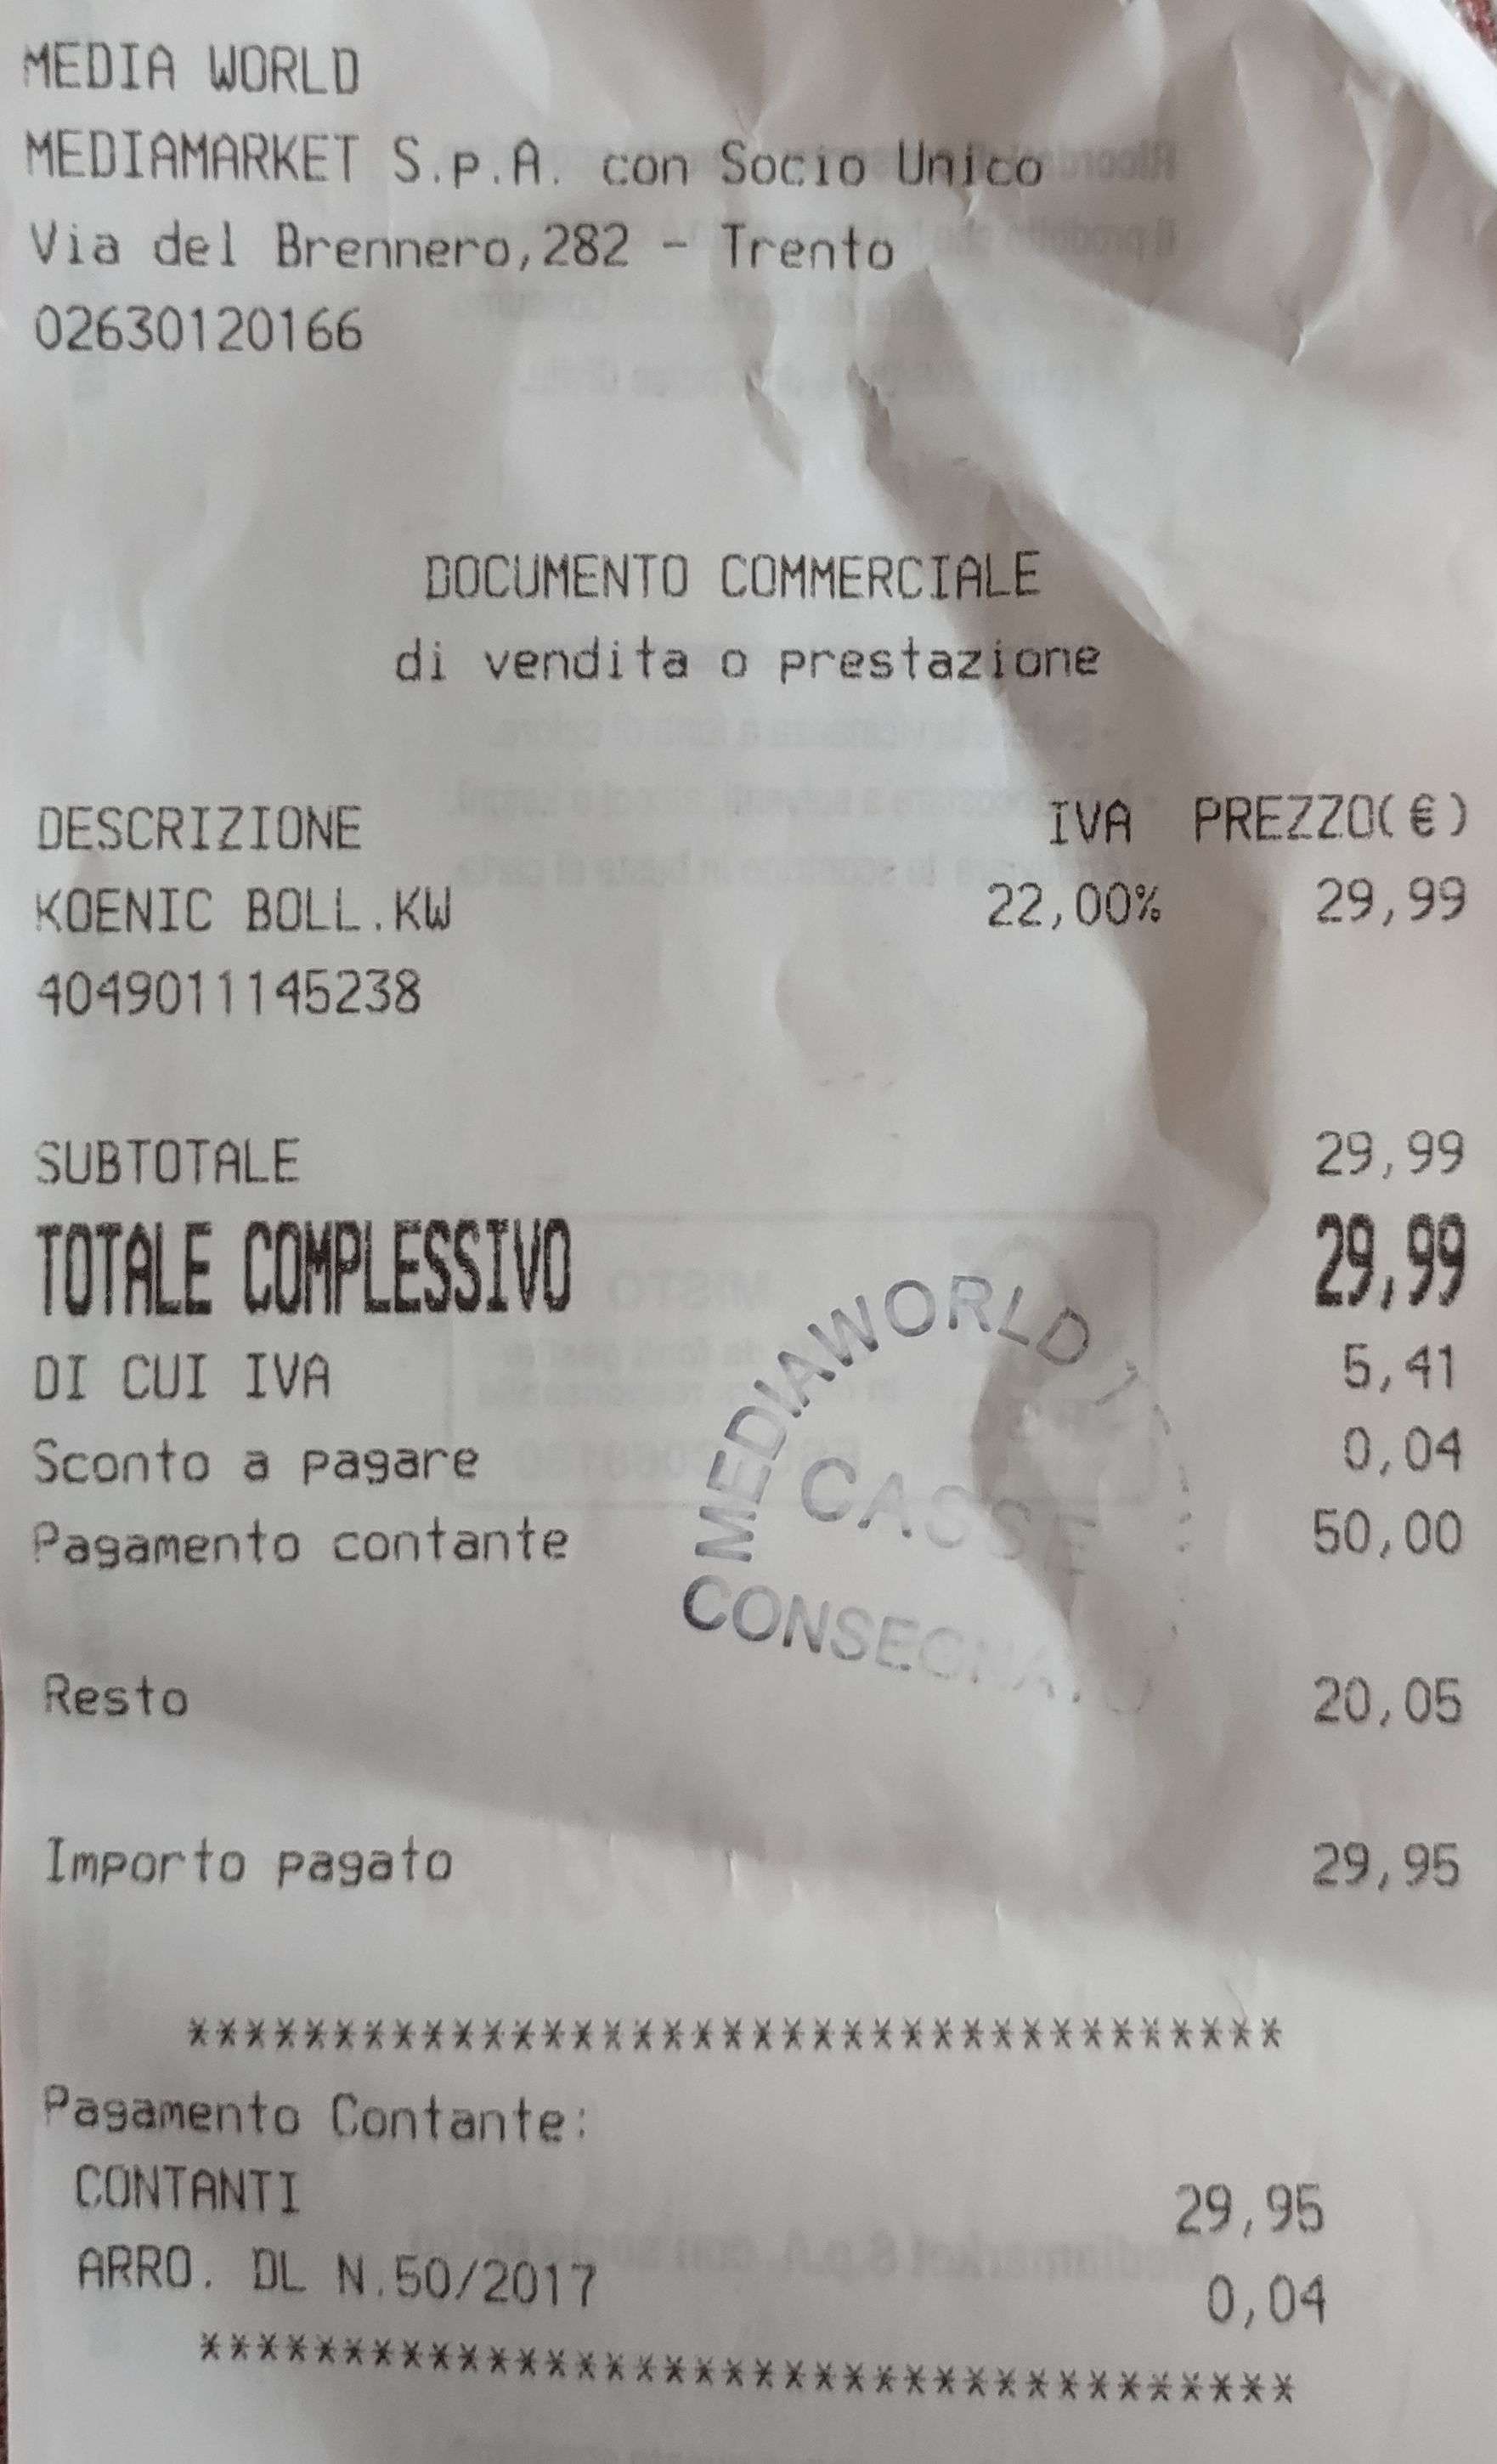 MEDIA WORLD
MEDIAMARKET S.p.A. con Socio Unico
Via del Brennero,282 - Trento
02630120166
DOCUMENTO COMMERCIALE
di vendita o prestazione
DESCRIZIONE IVA PREZZO(€)
KOENIC BOLL.KW 22,00% 29,99
4049011145238
SUBTOTALE 29,99
TOTALE COMPLESSIVO 29,99
DI CUI IVA 5,41
Sconto a pagare 0,04
Pagamento contante 50,00
MEDIAWORLD
CASSE
CONSEGNATO
Resto 20,05
Importo pagato 29,95
*************************************
Pagamento Contante:
CONTANTI 29,95
ARRO. DL N.50/2017 0,04
*************************************